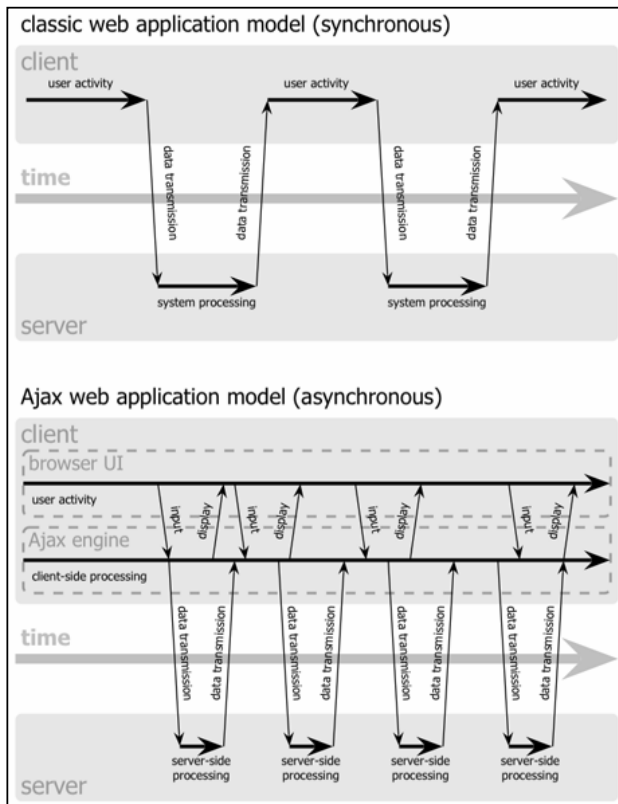 classic web application model (synchronous)
client
user activity
user activity
user activity
data transmission
data transmission
data transmission
data transmission
time
system processing
system processing
server
Ajax web application model (asynchronous)
client
browser UI
user activity
input
display
input
display
input
display
input
display
Ajax engine
client-side processing
data transmission
data transmission
data transmission
data transmission
data transmission
data transmission
data transmission
data transmission
time
server-side
processing
server-side
processing
server-side
processing
server-side
processing
server